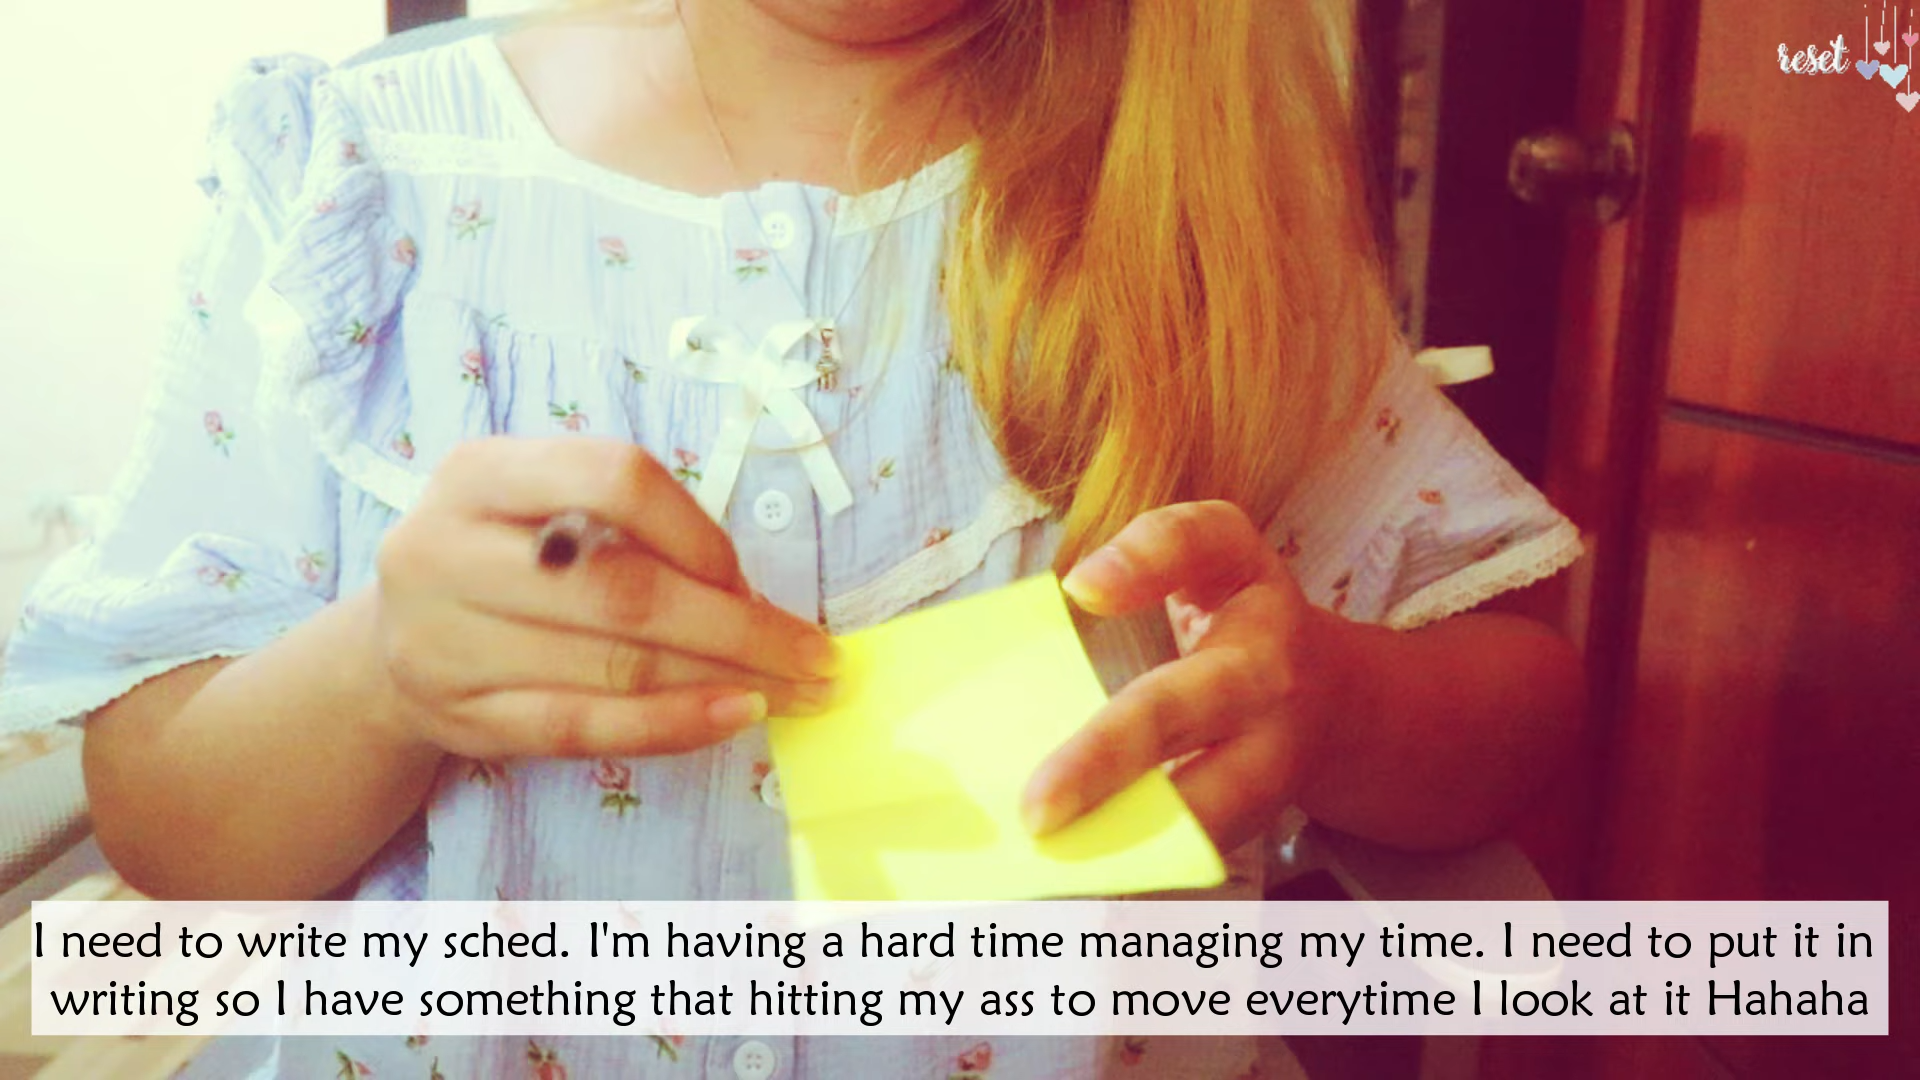 reset
I need to write my sched. I'm having a hard time managing my time. I need to put it in
writing so I have something that hitting my ass to move everytime I look at it Hahaha